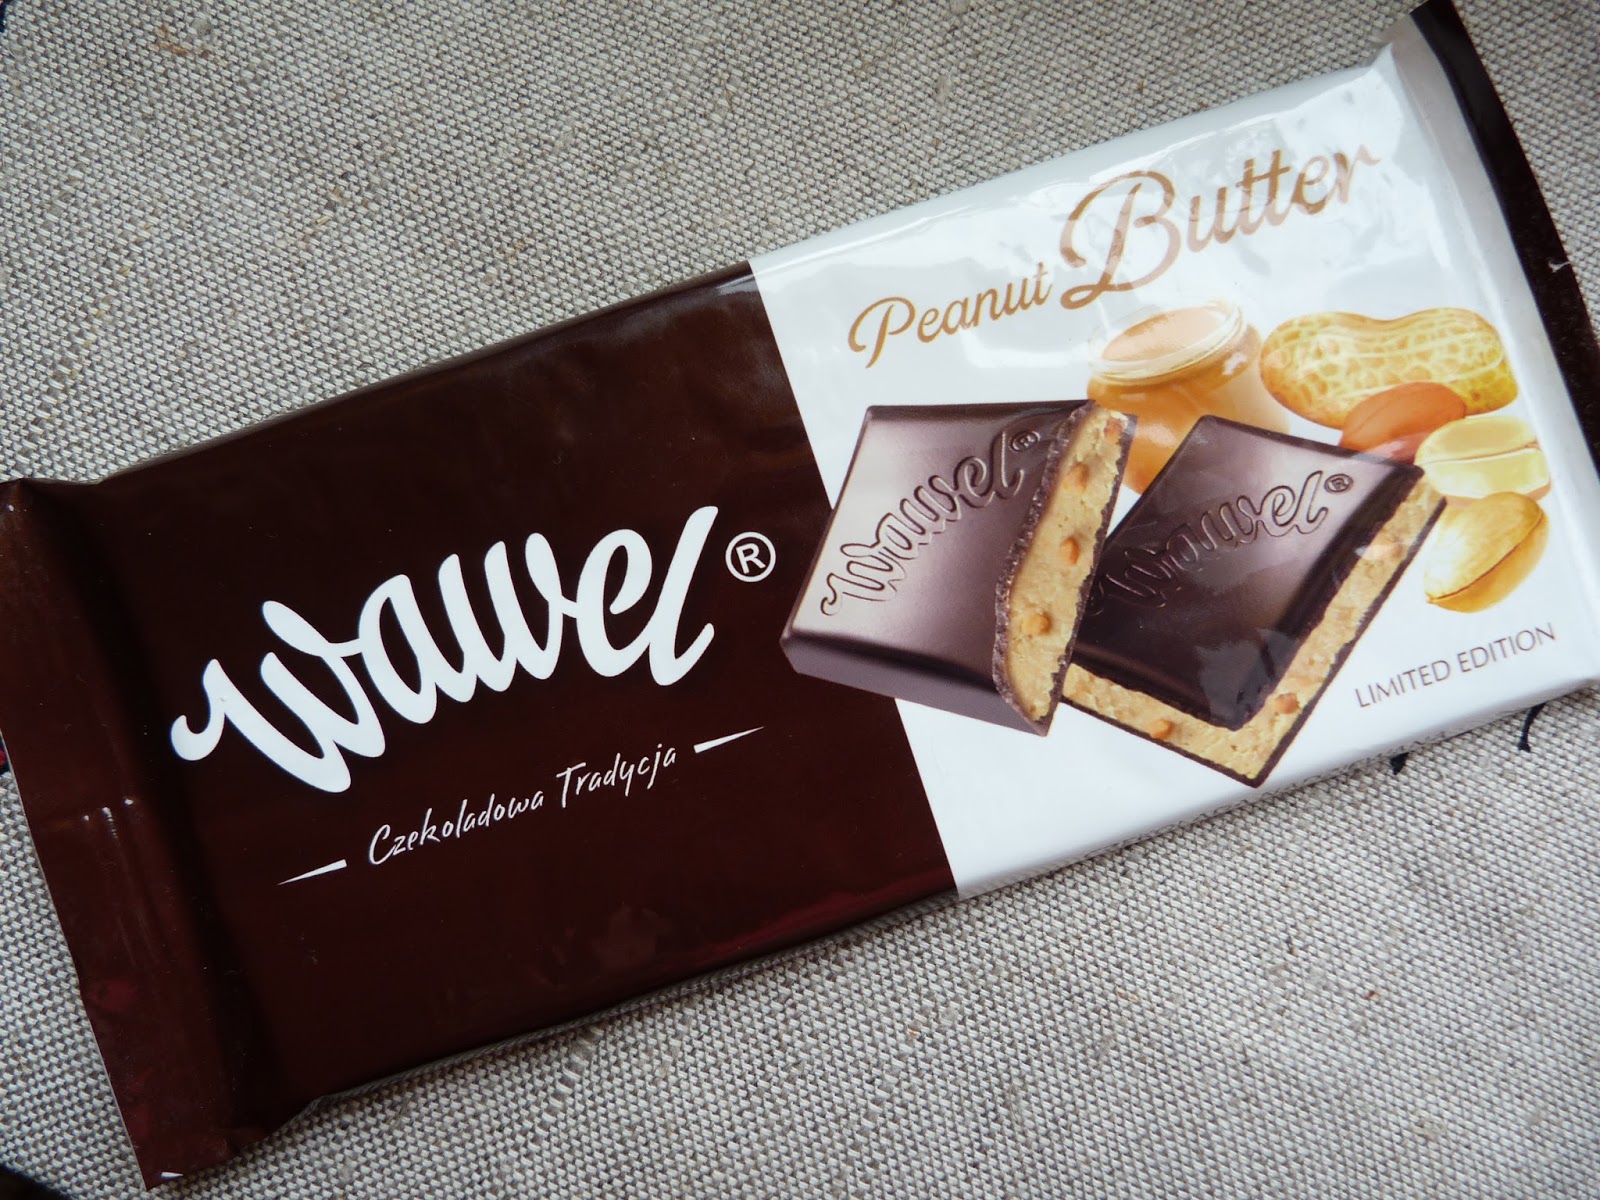 wawel®
Czekoladowa Tradycja
Peanut Butter
wawel®
wawel®
LIMITED EDITION